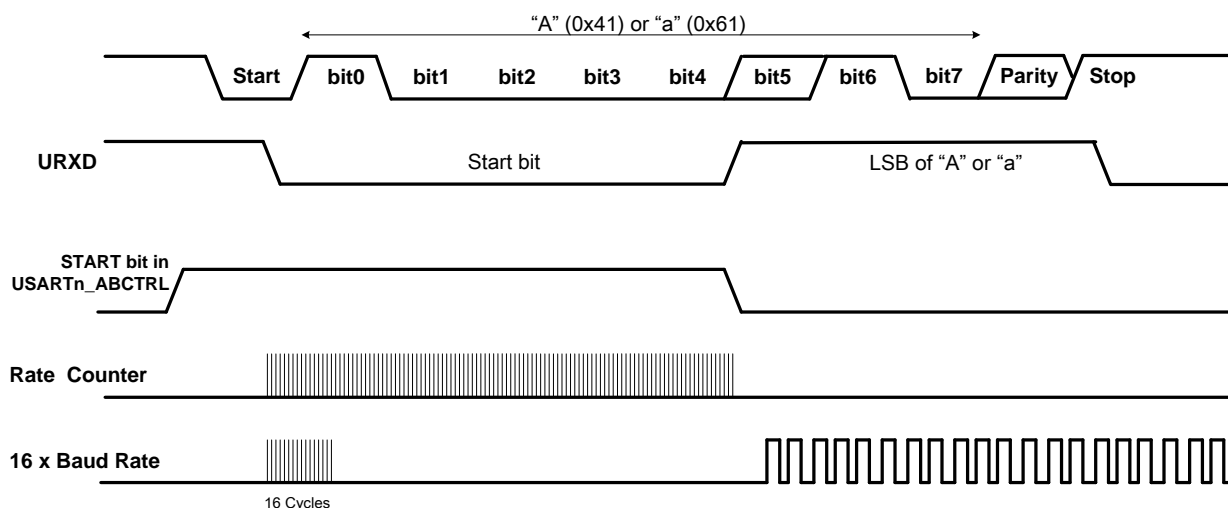 “A” (0x41) or “a” (0x61)
Start bit0 bit1 bit2 bit3 bit4 bit5 bit6 bit7 Parity Stop
URXD Start bit LSB of “A” or “a”
START bit in
USARTn_ABCTRL
Rate Counter
16 x Baud Rate
16 Cycles